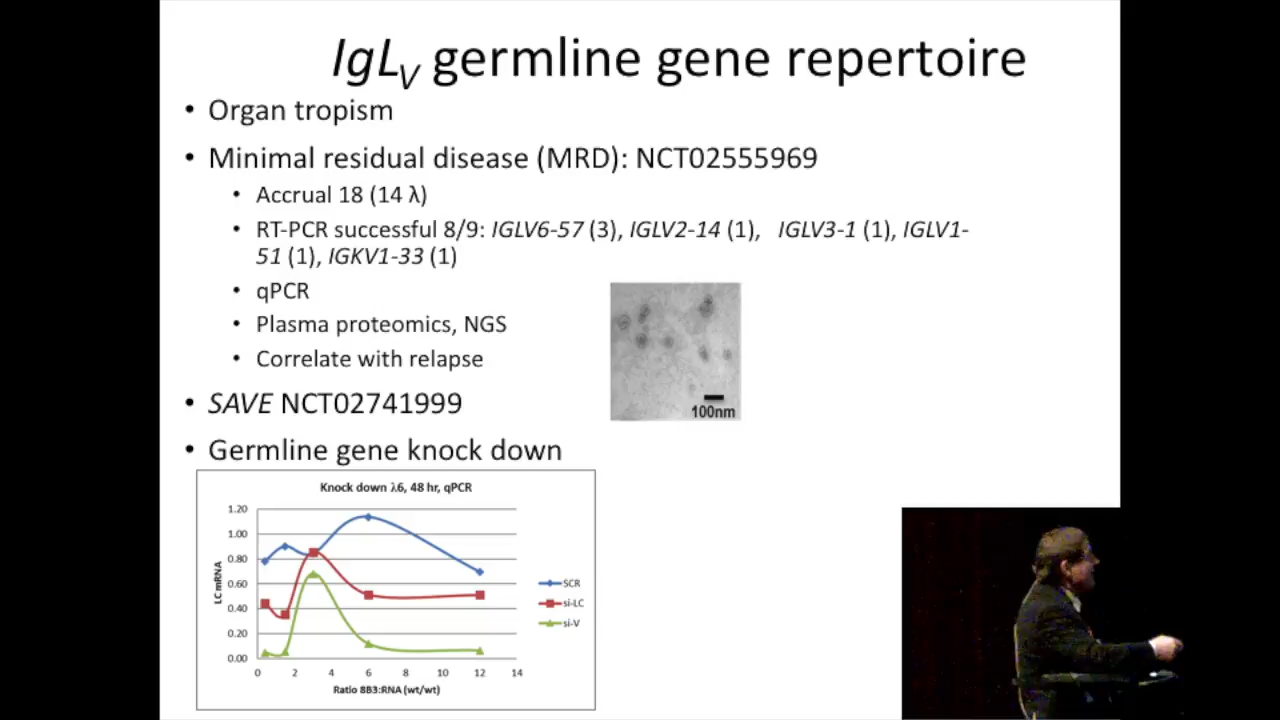 IgLV germline gene repertoire
• Organ tropism
• Minimal residual disease (MRD): NCT02555969
• Accrual 18 (14 λ)
• RT-PCR successful 8/9: IGLV6-57 (3), IGLV2-14 (1), IGLV3-1 (1), IGLV1-
51 (1), IGKV1-33 (1)
• qPCR
• Plasma proteomics, NGS
• Correlate with relapse
100nm
• SAVE NCT02741999
• Germline gene knock down
Knock down λ6, 48 hr, qPCR
LC mRNA
1.20
1.00
0.80
0.60
0.40
0.20
0.00
0 2 4 6 8 10 12 14
Ratio 8B3:RNA (wt/wt)
SCR
si-LC
si-V